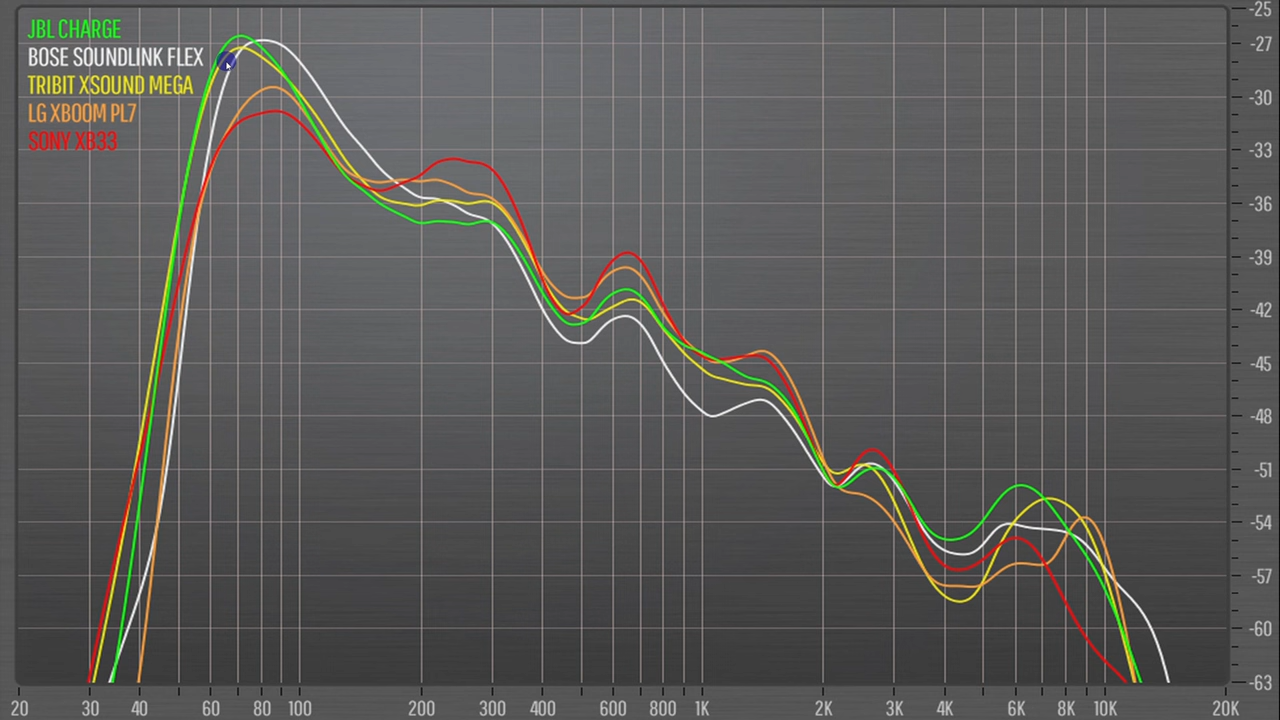 JBL CHARGE
BOSE SOUNDLINK FLEX
TRIBIT XSOUND MEGA
LG XBOOM PL7
SONY XB33
-25
-27
-30
-33
-36
-39
-42
-45
-48
-51
-54
-57
-60
-63
20 30 40 60 80 100 200 300 400 600 800 1K 2K 3K 4K 6K 8K 10K 20K